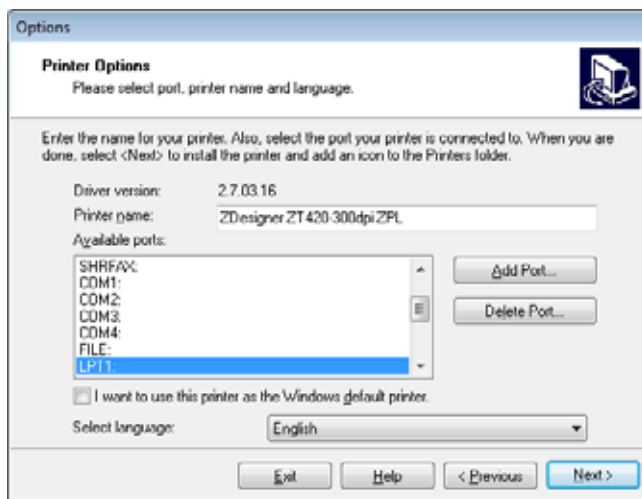 Options
Printer Options
Please select port, printer name and language.
Enter the name for your printer. Also, select the port your printer is connected to. When you are
done, select <Next> to install the printer and add an icon to the Printers folder.
Driver version: 2.7.03.16
Printer name: ZDesigner ZT420-300dpi ZPL
Available ports:
SHRFAX:
COM1:
COM2:
COM3:
COM4:
FILE:
LPT1:
Add Port...
Delete Port...
I want to use this printer as the Windows default printer.
Select language: English
Exit Help < Previous Next >